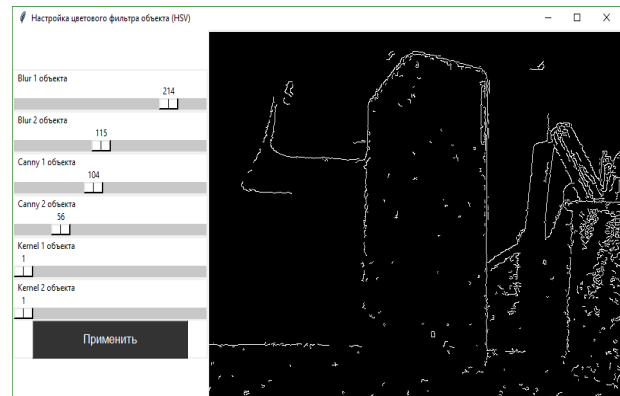 Настройка цветового фильтра объекта (HSV)
Blur 1 объекта
214
Blur 2 объекта
115
Canny 1 объекта
104
Canny 2 объекта
56
Kernel 1 объекта
1
Kernel 2 объекта
1
Применить